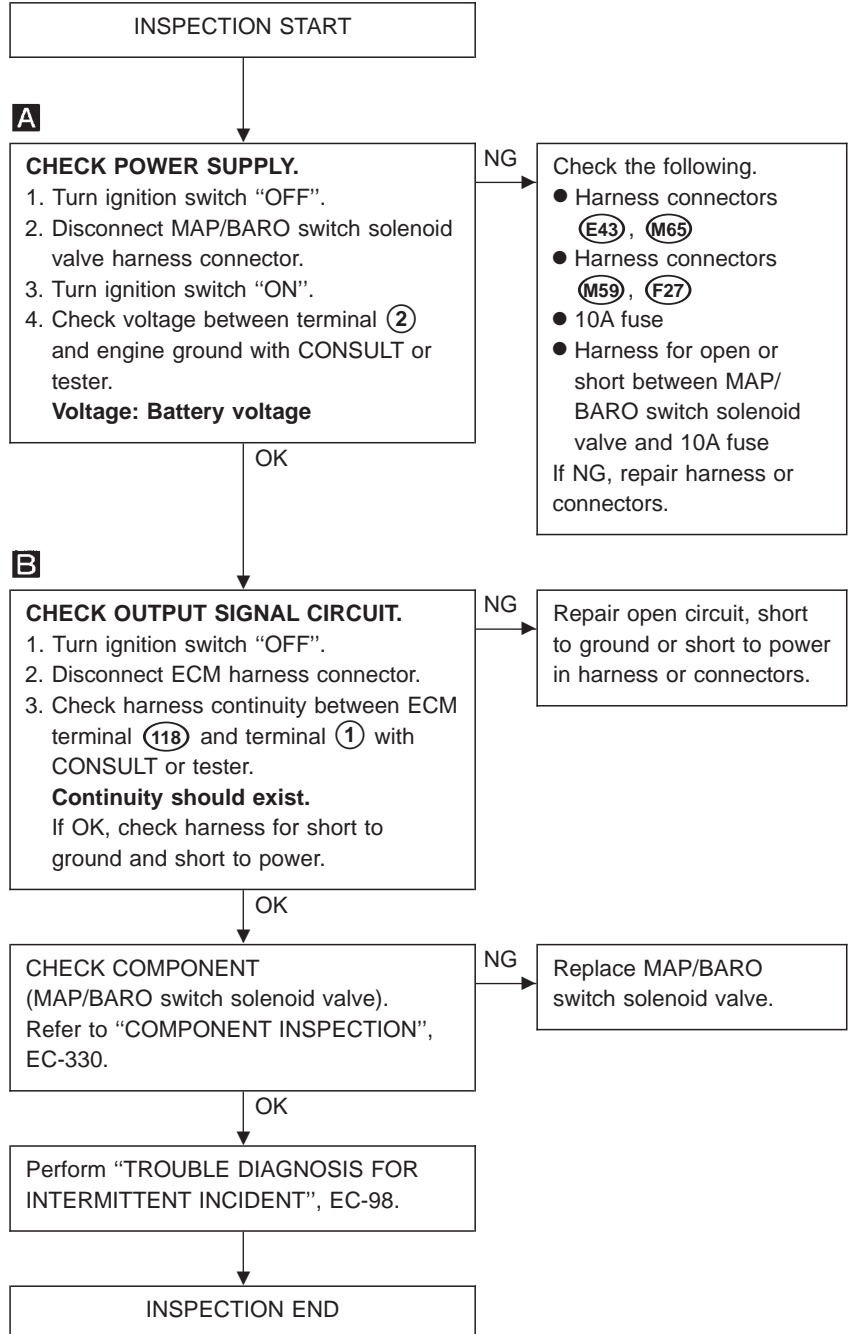 INSPECTION START
A
CHECK POWER SUPPLY.
1. Turn ignition switch “OFF”.
2. Disconnect MAP/BARO switch solenoid
valve harness connector.
3. Turn ignition switch “ON”.
4. Check voltage between terminal 2
and engine ground with CONSULT or
tester.
Voltage: Battery voltage
NG
Check the following.
● Harness connectors
E43 , M65
● Harness connectors
M59 , F27
● 10A fuse
● Harness for open or
short between MAP/
BARO switch solenoid
valve and 10A fuse
If NG, repair harness or
connectors.
OK
B
CHECK OUTPUT SIGNAL CIRCUIT.
1. Turn ignition switch “OFF”.
2. Disconnect ECM harness connector.
3. Check harness continuity between ECM
terminal 118 and terminal 1 with
CONSULT or tester.
Continuity should exist.
If OK, check harness for short to
ground and short to power.
NG
Repair open circuit, short
to ground or short to power
in harness or connectors.
OK
CHECK COMPONENT
(MAP/BARO switch solenoid valve).
Refer to “COMPONENT INSPECTION”,
EC-330.
NG
Replace MAP/BARO
switch solenoid valve.
OK
Perform “TROUBLE DIAGNOSIS FOR
INTERMITTENT INCIDENT”, EC-98.
INSPECTION END